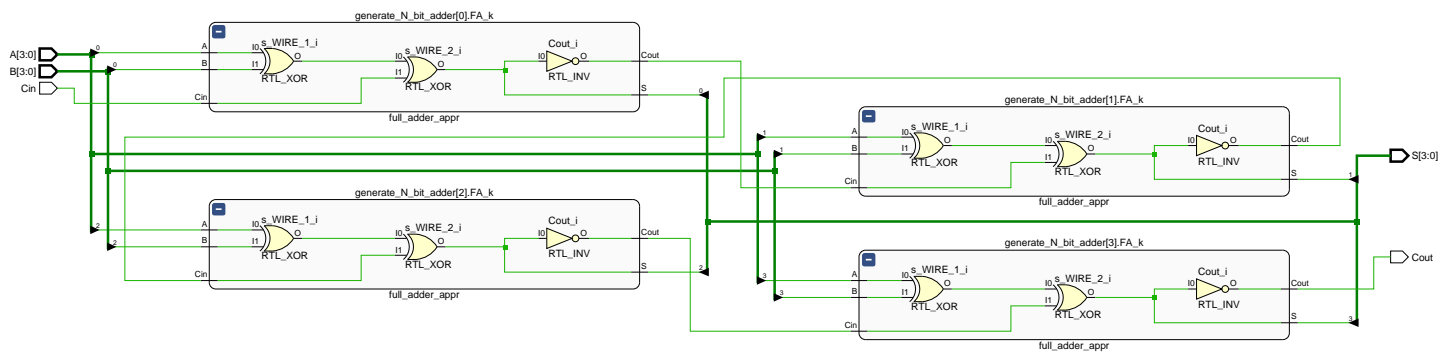 generate_N_bit_adder[0].FA_k
A[3:0]
B[3:0]
Cin
0
0
A
B
Cin
I0
I1
s_WIRE_1_i
O
RTL_XOR
I0
I1
s_WIRE_2_i
O
RTL_XOR
Cout_i
I0
O
RTL_INV
Cout
S
0
full_adder_appr
generate_N_bit_adder[1].FA_k
1
1
A
B
Cin
I0
I1
s_WIRE_1_i
O
RTL_XOR
I0
I1
s_WIRE_2_i
O
RTL_XOR
Cout_i
I0
O
RTL_INV
Cout
S
1
S[3:0]
full_adder_appr
generate_N_bit_adder[2].FA_k
2
2
A
B
Cin
I0
I1
s_WIRE_1_i
O
RTL_XOR
I0
I1
s_WIRE_2_i
O
RTL_XOR
Cout_i
I0
O
RTL_INV
Cout
S
2
full_adder_appr
generate_N_bit_adder[3].FA_k
3
3
A
B
Cin
I0
I1
s_WIRE_1_i
O
RTL_XOR
I0
I1
s_WIRE_2_i
O
RTL_XOR
Cout_i
I0
O
RTL_INV
Cout
S
3
Cout
full_adder_appr